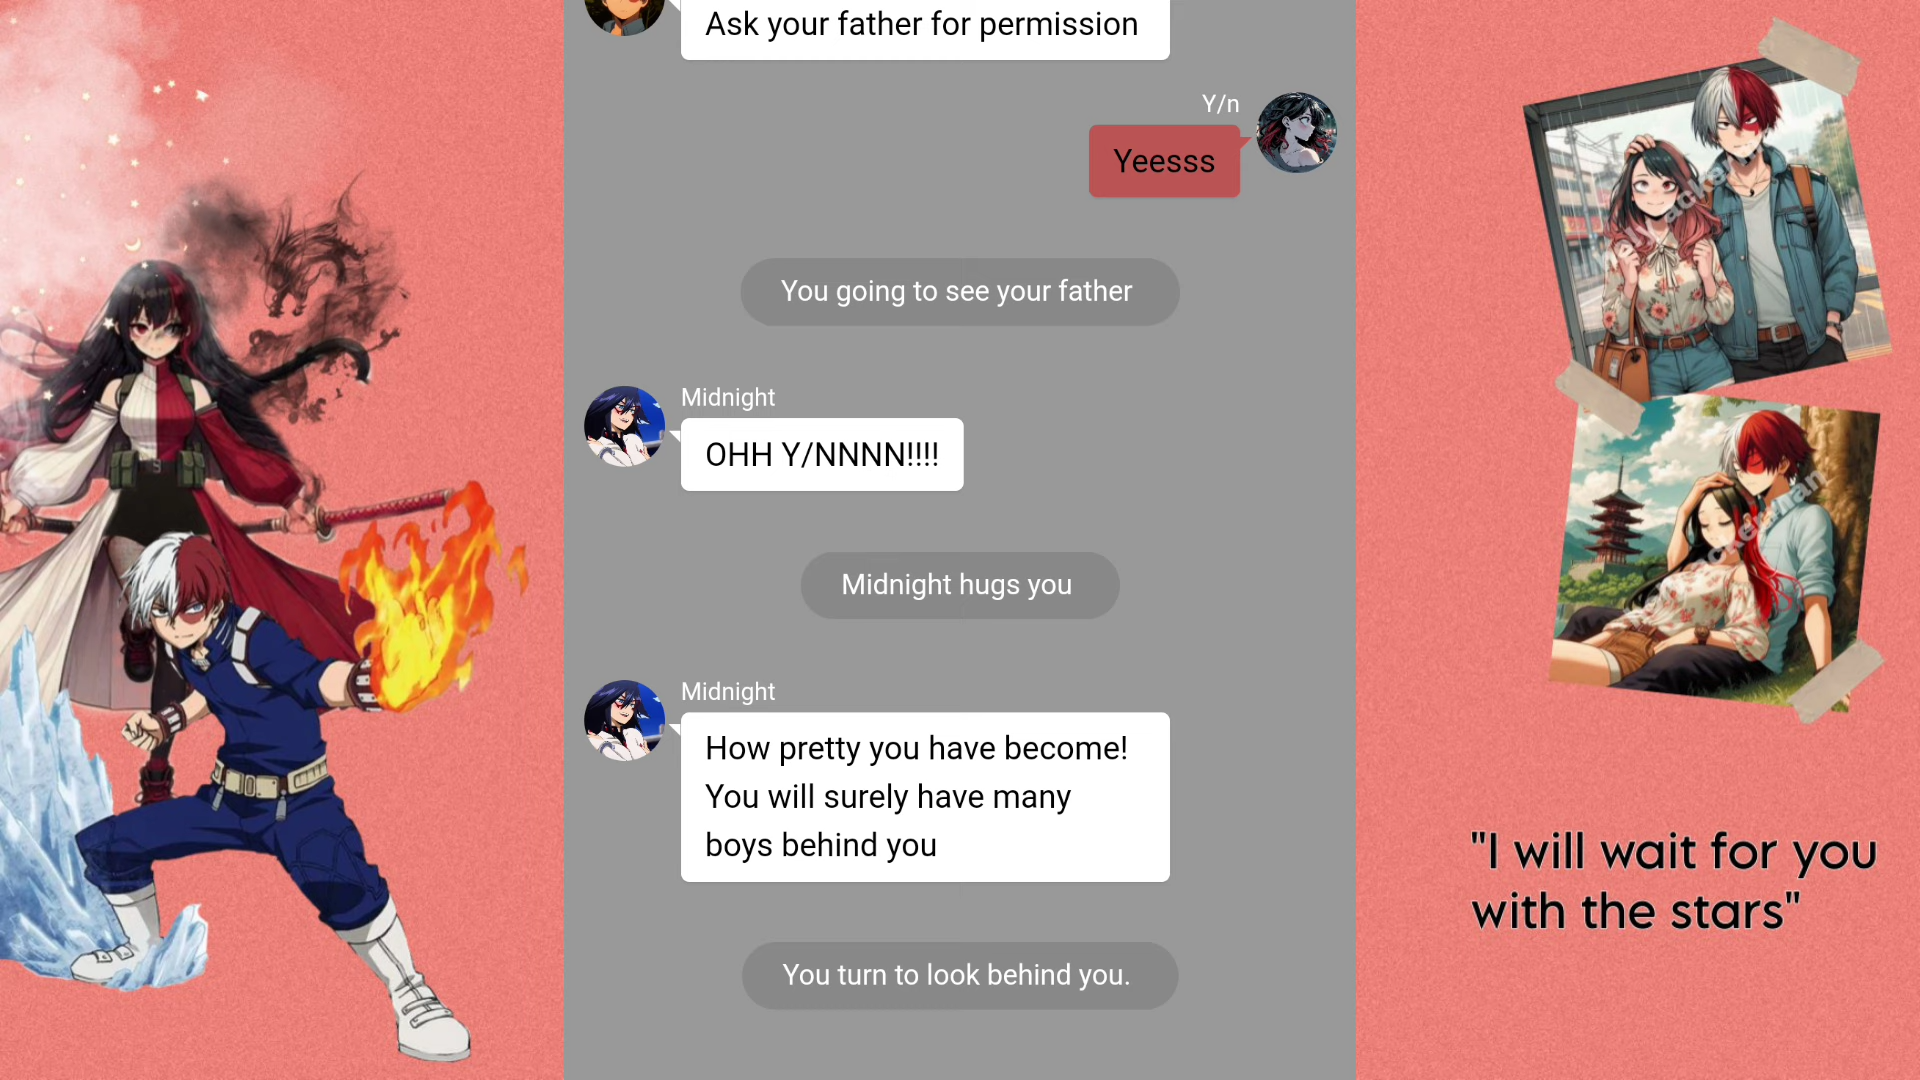 Ask your father for permission
Y/n
Yeesss
You going to see your father
Midnight
OHH Y/NNNN!!!!
Midnight hugs you
Midnight
How pretty you have become!
You will surely have many
boys behind you
You turn to look behind you.
"I will wait for you
with the stars"